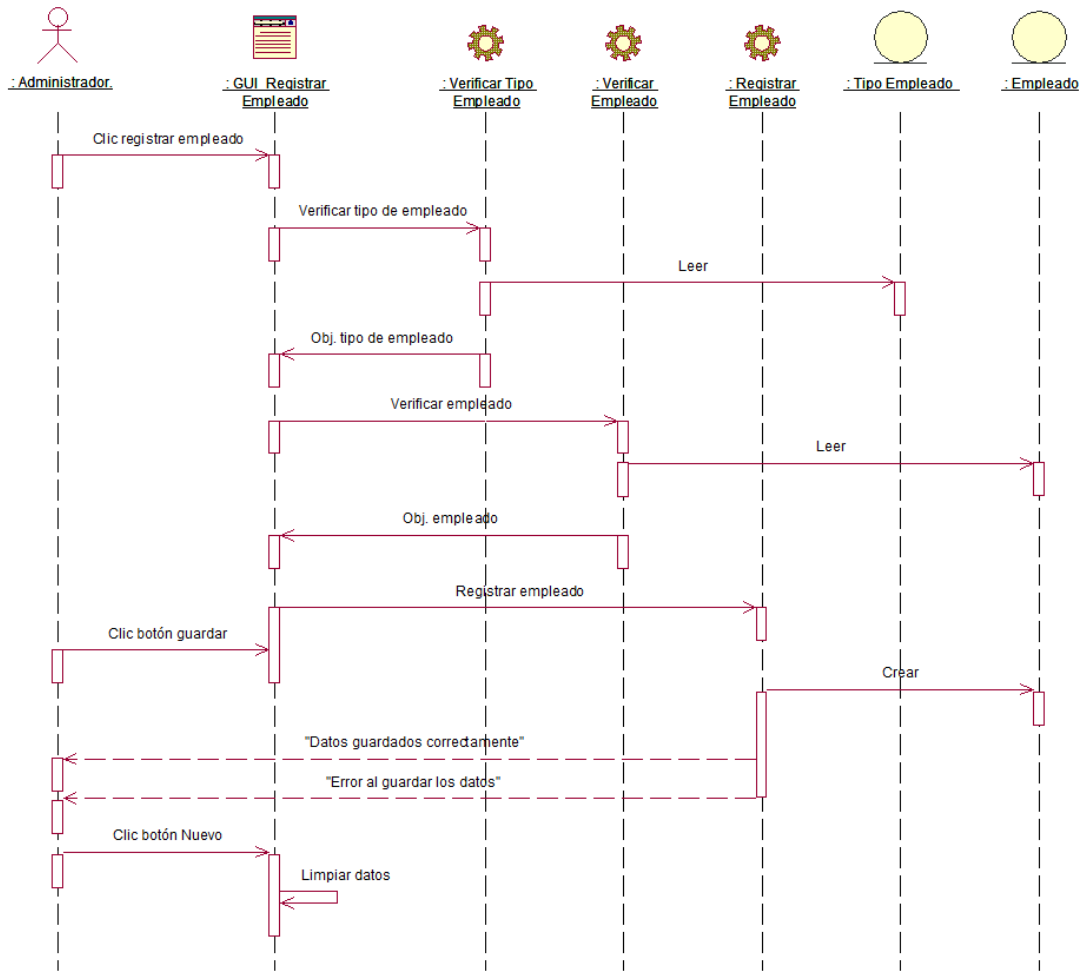 : Administrador.
: GUI_Registrar
Empleado
: Verificar Tipo
Empleado
: Verificar
Empleado
: Registrar
Empleado
: Tipo Empleado
: Empleado
Clic registrar empleado
Verificar tipo de empleado
Leer
Obj. tipo de empleado
Verificar empleado
Leer
Obj. empleado
Registrar empleado
Clic botón guardar
Crear
"Datos guardados correctamente"
"Error al guardar los datos"
Clic botón Nuevo
Limpiar datos